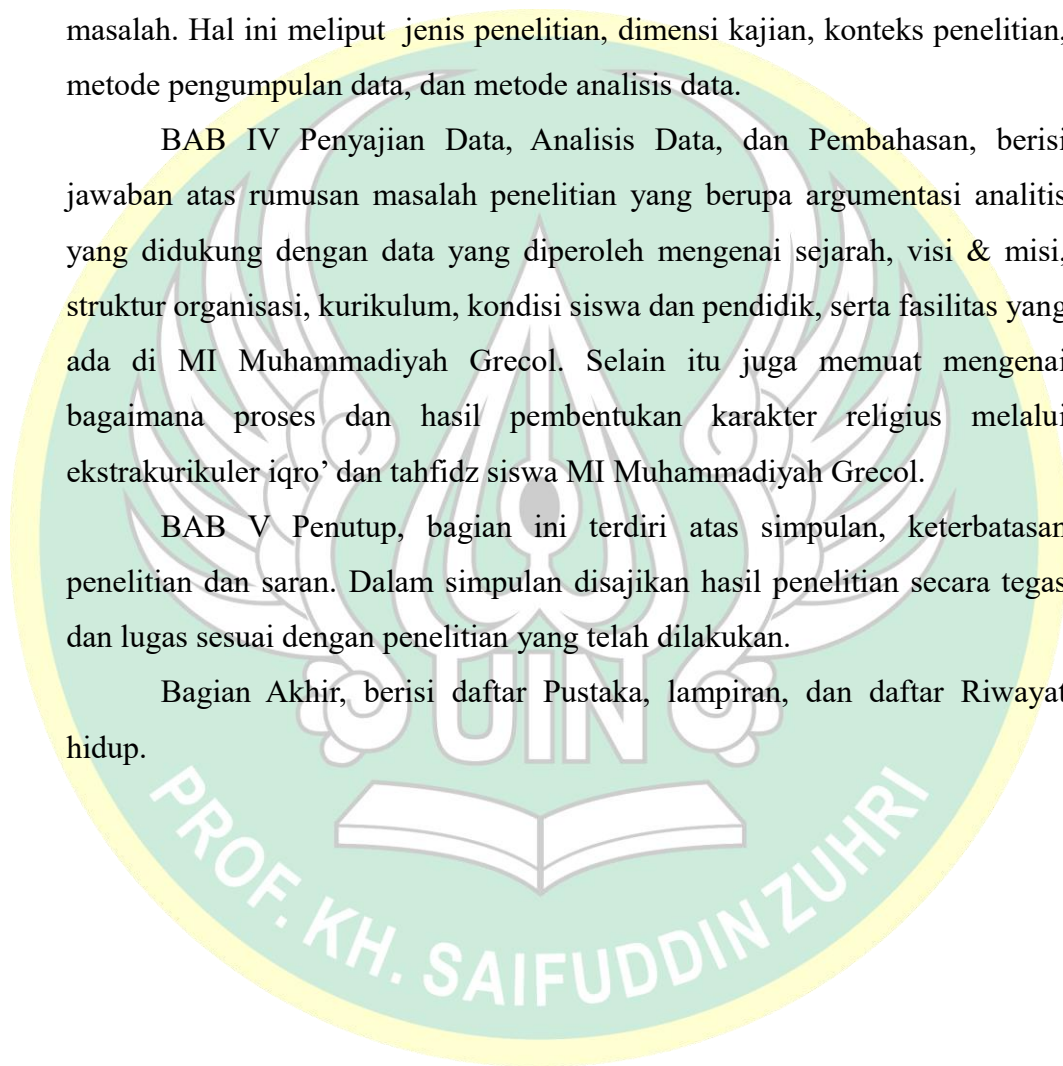 masalah. Hal ini meliput  jenis penelitian, dimensi kajian, konteks penelitian,
metode pengumpulan data, dan metode analisis data.
BAB IV Penyajian Data, Analisis Data, dan Pembahasan, berisi
jawaban atas rumusan masalah penelitian yang berupa argumentasi analitis
yang didukung dengan data yang diperoleh mengenai sejarah, visi & misi,
struktur organisasi, kurikulum, kondisi siswa dan pendidik, serta fasilitas yang
ada di MI Muhammadiyah Grecol. Selain itu juga memuat mengenai
bagaimana proses dan hasil pembentukan karakter religius melalui
ekstrakurikuler iqro’ dan tahfidz siswa MI Muhammadiyah Grecol.
BAB V Penutup, bagian ini terdiri atas simpulan, keterbatasan
penelitian dan saran. Dalam simpulan disajikan hasil penelitian secara tegas
dan lugas sesuai dengan penelitian yang telah dilakukan.
Bagian Akhir, berisi daftar Pustaka, lampiran, dan daftar Riwayat
hidup.
UIN
PROF. KH. SAIFUDDIN ZUHRI